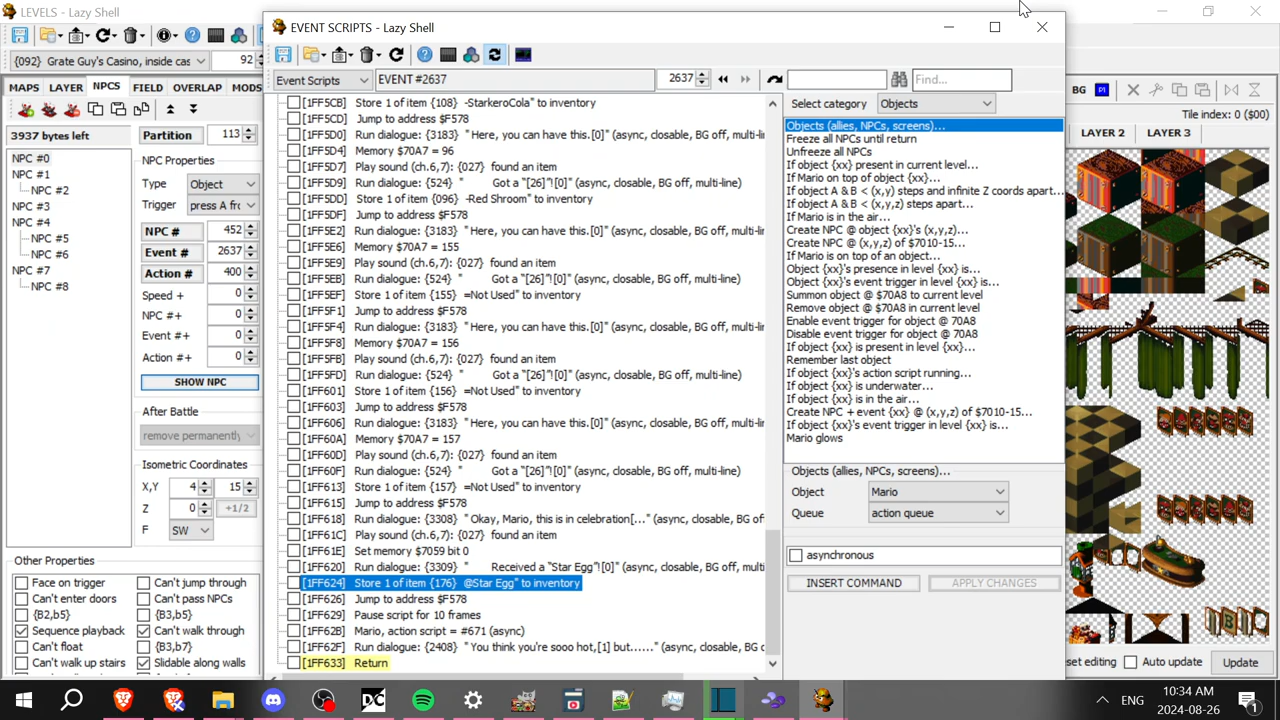 LEVELS - Lazy Shell
EVENT SCRIPTS - Lazy Shell
{092} Grate Guy's Casino, inside cas
92
Event Scripts
EVENT #2637
2637
Find...
BG
P1
Tile index: 0 ($00)
MAPS
LAYER
NPCS
FIELD
OVERLAP
MODS
LAYER 2
LAYER 3
3937 bytes left
Partition
113
NPC #0
NPC #1
NPC #2
NPC #3
NPC #4
NPC #5
NPC #6
NPC #7
NPC #8
NPC Properties
Type
Object
Trigger
press A fro
NPC #
452
Event #
2637
Action #
400
Speed +
0
NPC #+
0
Event #+
0
Action #+
0
SHOW NPC
After Battle
remove permanently
Isometric Coordinates
X,Y
4
15
Z
0
+1/2
F
SW
Other Properties
Face on trigger
Can't jump through
Can't enter doors
Can't pass NPCs
{B2,b5}
{B3,b5}
Sequence playback
Can't walk through
Can't float
{B3,b7}
Can't walk up stairs
Slidable along walls
[1FF5CB] Store 1 of item {108} -StarkeroCola" to inventory
[1FF5CD] Jump to address $F578
[1FF5D0] Run dialogue: {3183} " Here, you can have this.[0]" (async, closable, BG off, multi-lin
[1FF5D4] Memory $70A7 = 96
[1FF5D7] Play sound (ch.6,7): {027} found an item
[1FF5D9] Run dialogue: {524} " Got a "[26]"![0]" (async, closable, BG off, multi-line)
[1FF5DD] Store 1 of item {096} -Red Shroom" to inventory
[1FF5DF] Jump to address $F578
[1FF5E2] Run dialogue: {3183} " Here, you can have this.[0]" (async, closable, BG off, multi-lin
[1FF5E6] Memory $70A7 = 155
[1FF5E9] Play sound (ch.6,7): {027} found an item
[1FF5EB] Run dialogue: {524} " Got a "[26]"![0]" (async, closable, BG off, multi-line)
[1FF5EF] Store 1 of item {155} =Not Used" to inventory
[1FF5F1] Jump to address $F578
[1FF5F4] Run dialogue: {3183} " Here, you can have this.[0]" (async, closable, BG off, multi-lin
[1FF5F8] Memory $70A7 = 156
[1FF5FB] Play sound (ch.6,7): {027} found an item
[1FF5FD] Run dialogue: {524} " Got a "[26]"![0]" (async, closable, BG off, multi-line)
[1FF601] Store 1 of item {156} =Not Used" to inventory
[1FF603] Jump to address $F578
[1FF606] Run dialogue: {3183} " Here, you can have this.[0]" (async, closable, BG off, multi-lin
[1FF60A] Memory $70A7 = 157
[1FF60D] Play sound (ch.6,7): {027} found an item
[1FF60F] Run dialogue: {524} " Got a "[26]"![0]" (async, closable, BG off, multi-line)
[1FF613] Store 1 of item {157} =Not Used" to inventory
[1FF615] Jump to address $F578
[1FF618] Run dialogue: {3308} " Okay, Mario, this is in celebration[..." (async, closable, BG of
[1FF61C] Play sound (ch.6,7): {027} found an item
[1FF61E] Set memory $7059 bit 0
[1FF620] Run dialogue: {3309} " Received a "Star Egg"![0]" (async, closable, BG off, multi-line
[1FF624] Store 1 of item {176} @Star Egg" to inventory
[1FF626] Jump to address $F578
[1FF629] Pause script for 10 frames
[1FF62B] Mario, action script = #671 (async)
[1FF62F] Run dialogue: {2408} " You think you're sooo hot,[1] but......" (async, closable, BG o
[1FF633] Return
Select category
Objects
Objects (allies, NPCs, screens)...
Freeze all NPCs until return
Unfreeze all NPCs
If object {xx} present in current level...
If Mario on top of object {xx}...
If object A & B < (x,y) steps and infinite Z coords apart...
If object A & B < (x,y,z) steps apart...
If Mario is in the air...
Create NPC @ object {xx}'s (x,y,z)...
Create NPC @ (x,y,z) of $7010-15...
If Mario is on top of an object...
Object {xx}'s presence in level {xx} is...
Object {xx}'s event trigger in level {xx} is...
Summon object @ $70A8 to current level
Remove object @ $70A8 in current level
Enable event trigger for object @ 70A8
Disable event trigger for object @ 70A8
If object {xx} is present in level {xx}...
Remember last object
If object {xx}'s action script running...
If object {xx} is underwater...
If object {xx} is in the air...
Create NPC + event {xx} @ (x,y,z) of $7010-15...
If object {xx}'s event trigger in level {xx} is...
Mario glows
Objects (allies, NPCs, screens)...
Object
Mario
Queue
action queue
asynchronous
INSERT COMMAND
APPLY CHANGES
set editing
Auto update
Update
ENG
10:34 AM
2024-08-26
1